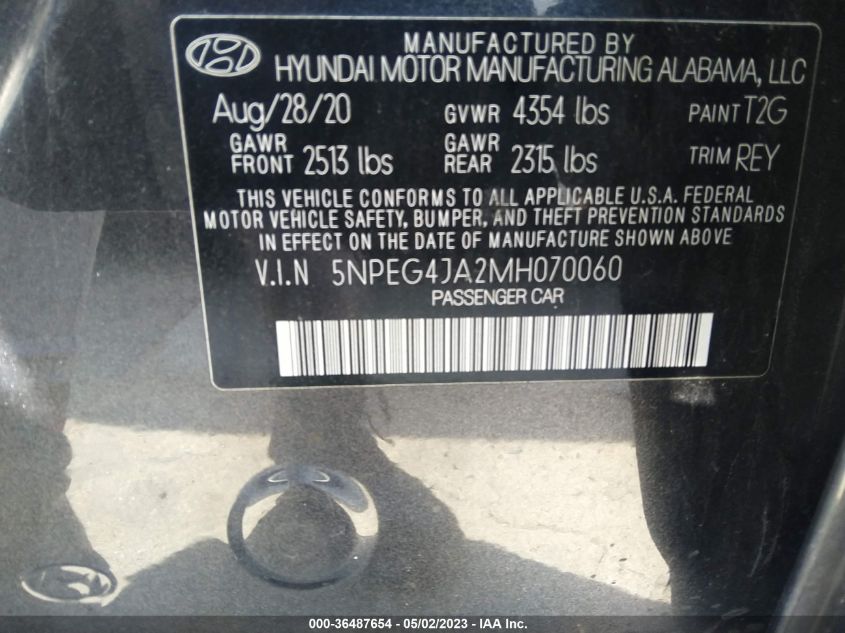 MANUFACTURED BY
HYUNDAI MOTOR MANUFACTURING ALABAMA, LLC
Aug/28/20 GVWR 4354 lbs PAINT T2G
GAWR FRONT 2513 lbs GAWR REAR 2315 lbs TRIM REY
THIS VEHICLE CONFORMS TO ALL APPLICABLE U.S.A. FEDERAL
MOTOR VEHICLE SAFETY, BUMPER, AND THEFT PREVENTION STANDARDS
IN EFFECT ON THE DATE OF MANUFACTURE SHOWN ABOVE
V.I.N 5NPEG4JA2MH070060
PASSENGER CAR
000-36487654 - 05/02/2023 - IAA Inc.